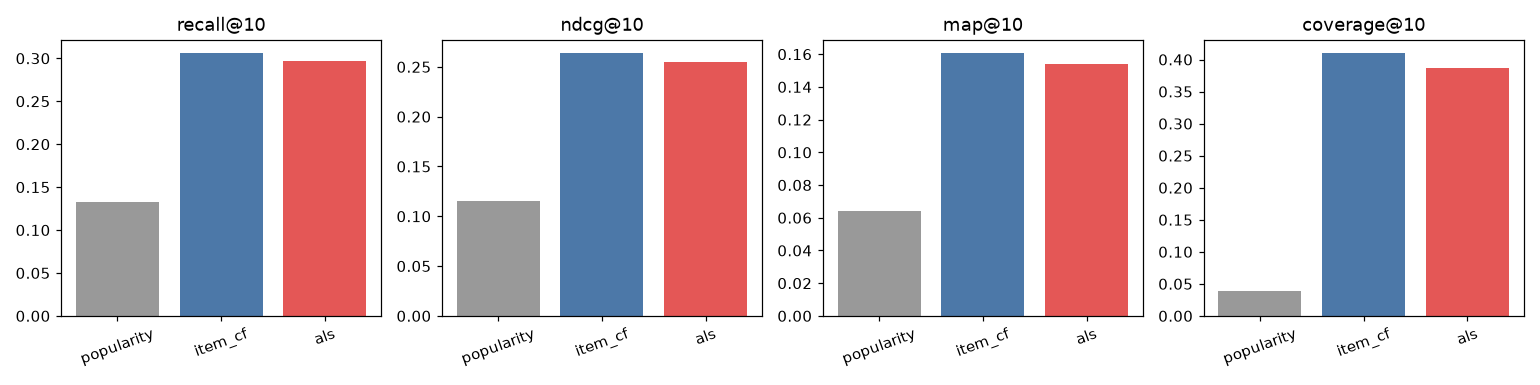 recall@10
0.30
0.25
0.20
0.15
0.10
0.05
0.00
popularity
item_cf
als
ndcg@10
0.25
0.20
0.15
0.10
0.05
0.00
popularity
item_cf
als
map@10
0.16
0.14
0.12
0.10
0.08
0.06
0.04
0.02
0.00
popularity
item_cf
als
coverage@10
0.40
0.35
0.30
0.25
0.20
0.15
0.10
0.05
0.00
popularity
item_cf
als